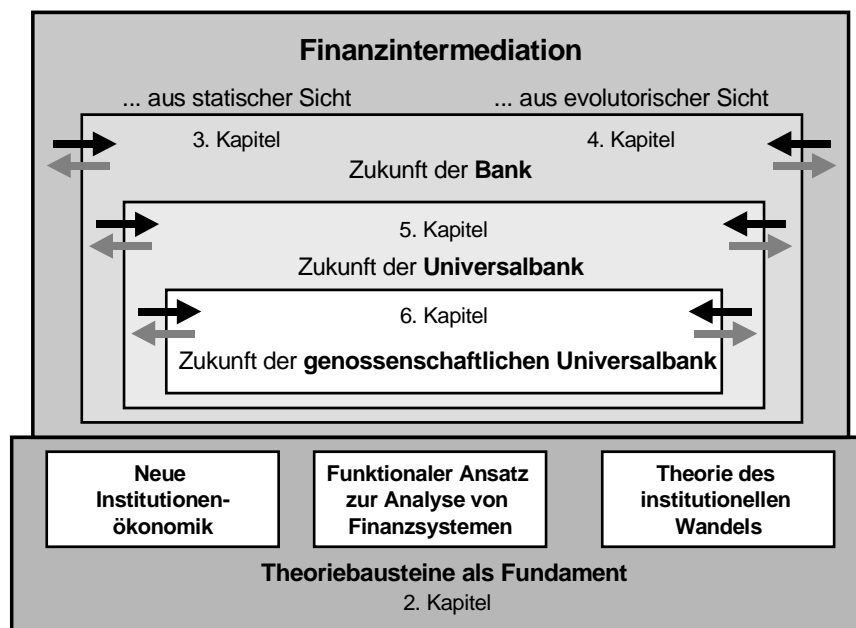 Finanzintermediation
... aus statischer Sicht
... aus evolutorischer Sicht
3. Kapitel
4. Kapitel
Zukunft der Bank
5. Kapitel
Zukunft der Universalbank
6. Kapitel
Zukunft der genossenschaftlichen Universalbank
Neue
Institutionen-
ökonomik
Funktionaler Ansatz
zur Analyse von
Finanzsystemen
Theorie des
institutionellen
Wandels
Theoriebausteine als Fundament
2. Kapitel